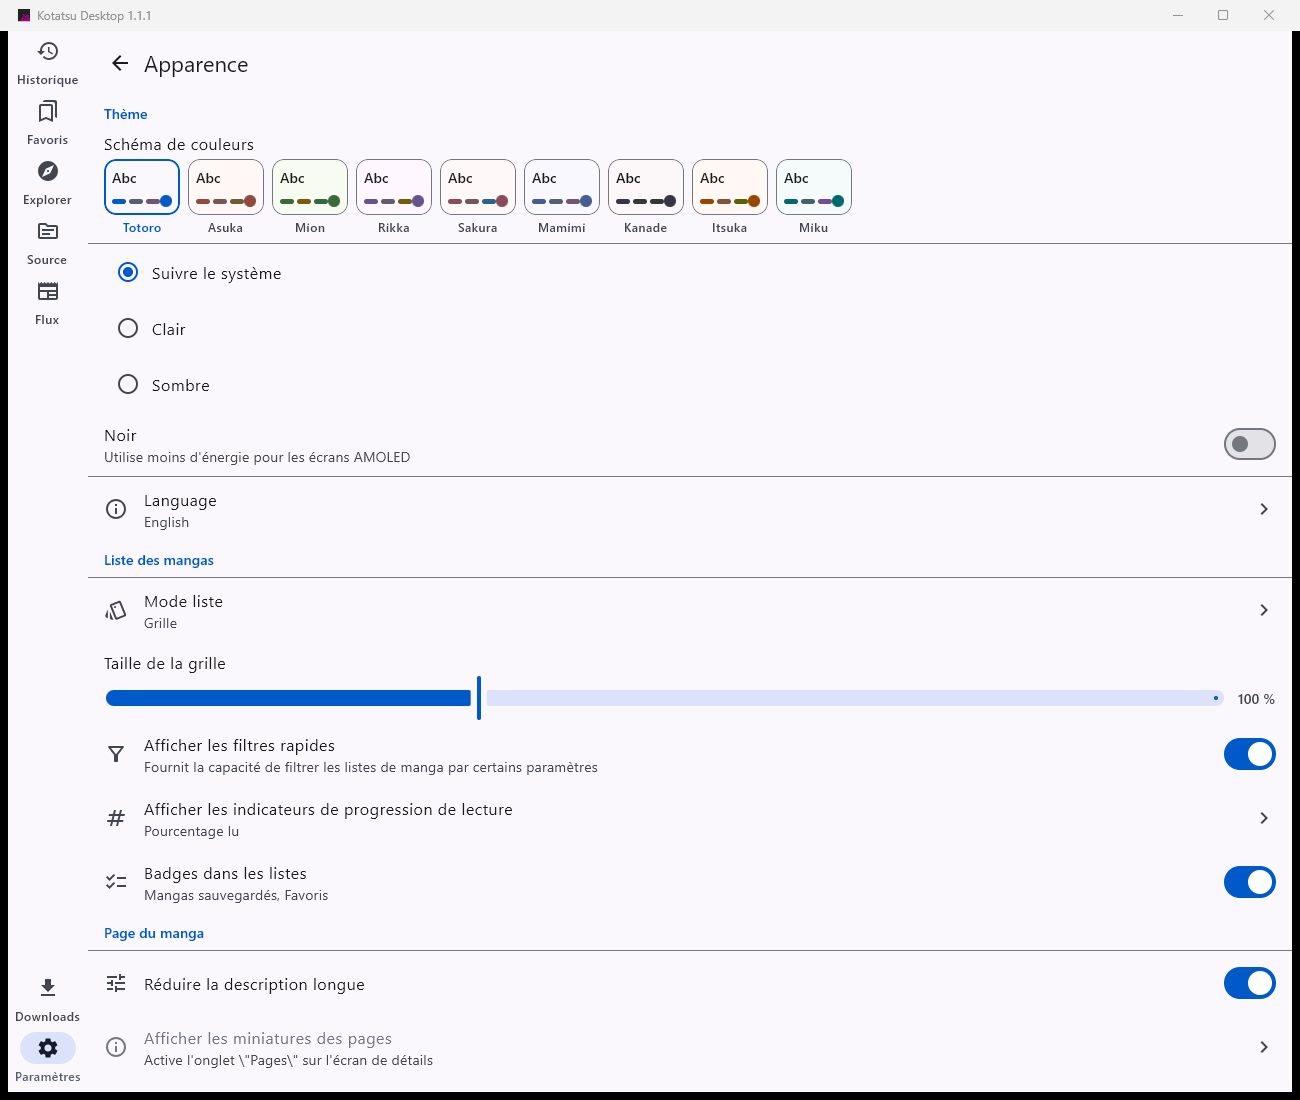 Kotatsu Desktop 1.1.1
Historique
Favoris
Explorer
Source
Flux
Downloads
Paramètres
Apparence
Thème
Schéma de couleurs
Abc Abc Abc Abc Abc Abc Abc Abc Abc
Totoro Asuka Mion Rikka Sakura Mamimi Kanade Itsuka Miku
Suivre le système
Clair
Sombre
Noir
Utilise moins d'énergie pour les écrans AMOLED
Language
English
Liste des mangas
Mode liste
Grille
Taille de la grille
100 %
Afficher les filtres rapides
Fournit la capacité de filtrer les listes de manga par certains paramètres
Afficher les indicateurs de progression de lecture
Pourcentage lu
Badges dans les listes
Mangas sauvegardés, Favoris
Page du manga
Réduire la description longue
Afficher les miniatures des pages
Active l'onglet \"Pages\" sur l'écran de détails